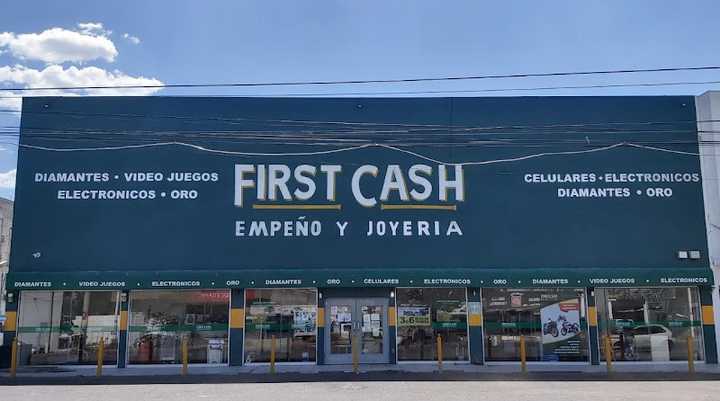 FIRST CASH
EMPEÑO Y JOYERIA
DIAMANTES • VIDEO JUEGOS
ELECTRONICOS • ORO
CELULARES • ELECTRONICOS
DIAMANTES • ORO
DIAMANTES • VIDEO JUEGOS • ELECTRONICOS • ORO • DIAMANTES • ORO • CELULARES • ELECTRONICOS • ORO • DIAMANTES • VIDEO JUEGOS • ELECTRONICOS